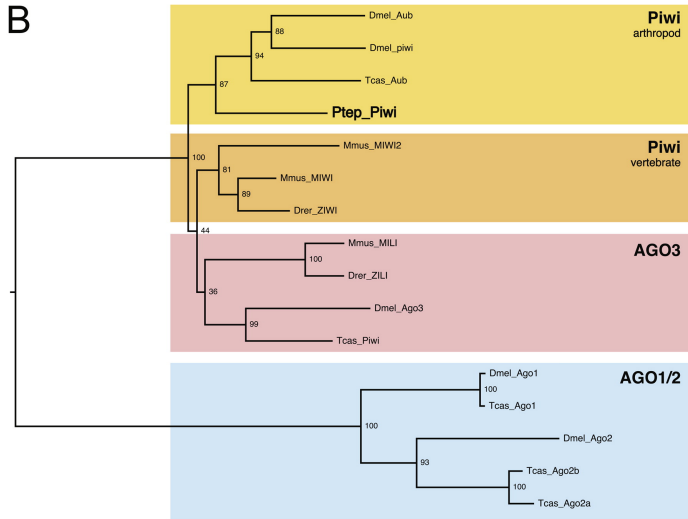 B
Piwi
arthropod
Dmel_Aub
88
Dmel_piwi
94
Tcas_Aub
87
Ptep_Piwi
Piwi
vertebrate
Mmus_MIWI2
100
81
Mmus_MIWI
89
Drer_ZIWI
44
AGO3
Mmus_MILI
100
Drer_ZILI
36
Dmel_Ago3
99
Tcas_Piwi
AGO1/2
Dmel_Ago1
100
Tcas_Ago1
100
Dmel_Ago2
93
Tcas_Ago2b
100
Tcas_Ago2a